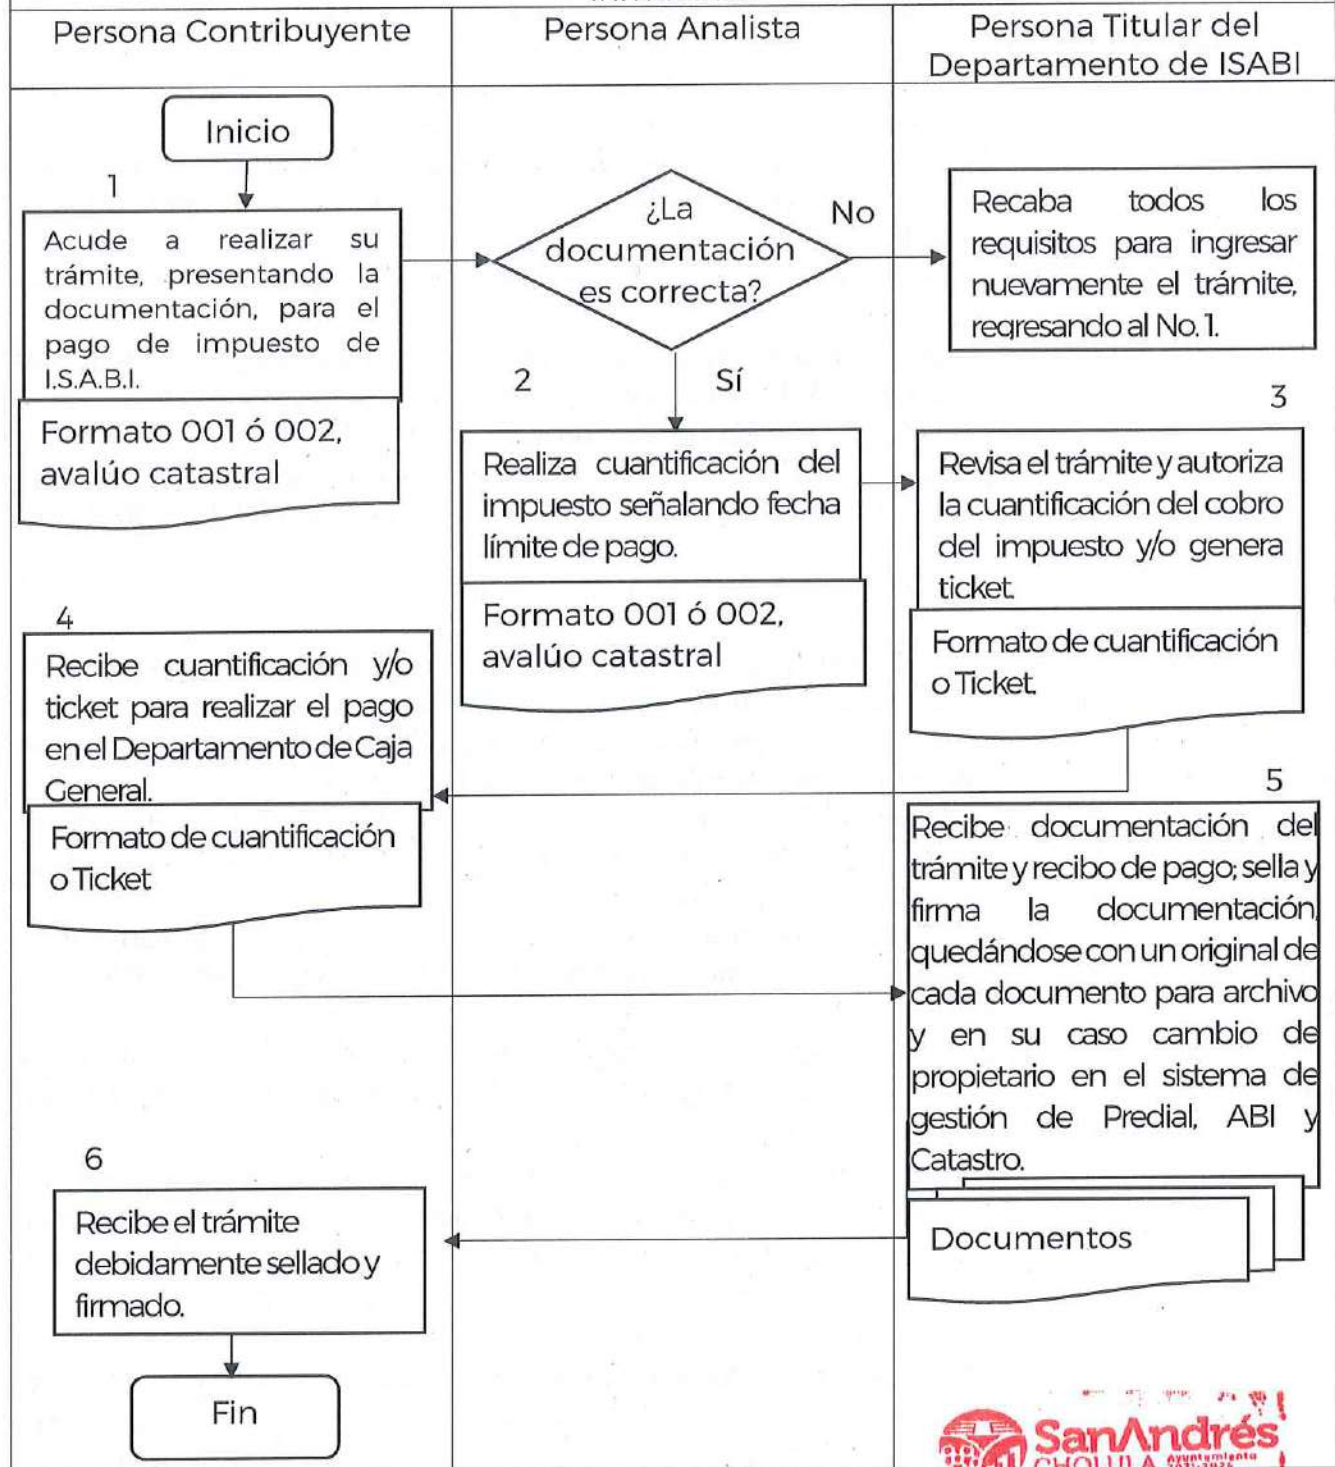 Persona Contribuyente
Persona Analista
Persona Titular del
Departamento de ISABI
Inicio
1
Acude a realizar su
trámite, presentando la
documentación, para el
pago de impuesto de
I.S.A.B.I.
Formato 001 ó 002,
avalúo catastral
¿La
documentación
es correcta?
No
Recaba todos los
requisitos para ingresar
nuevamente el trámite,
regresando al No. 1.
2
Sí
Realiza cuantificación del
impuesto señalando fecha
límite de pago.
Formato 001 ó 002,
avalúo catastral
3
Revisa el trámite y autoriza
la cuantificación del cobro
del impuesto y/o genera
ticket.
Formato de cuantificación
o Ticket.
4
Recibe cuantificación y/o
ticket para realizar el pago
en el Departamento de Caja
General.
Formato de cuantificación
o Ticket
5
Recibe documentación del
trámite y recibo de pago; sella y
firma la documentación,
quedándose con un original de
cada documento para archivo
y en su caso cambio de
propietario en el sistema de
gestión de Predial, ABI y
Catastro.
Documentos
6
Recibe el trámite
debidamente sellado y
firmado.
Fin
SanAndrés
CHOLULA Ayuntamiento